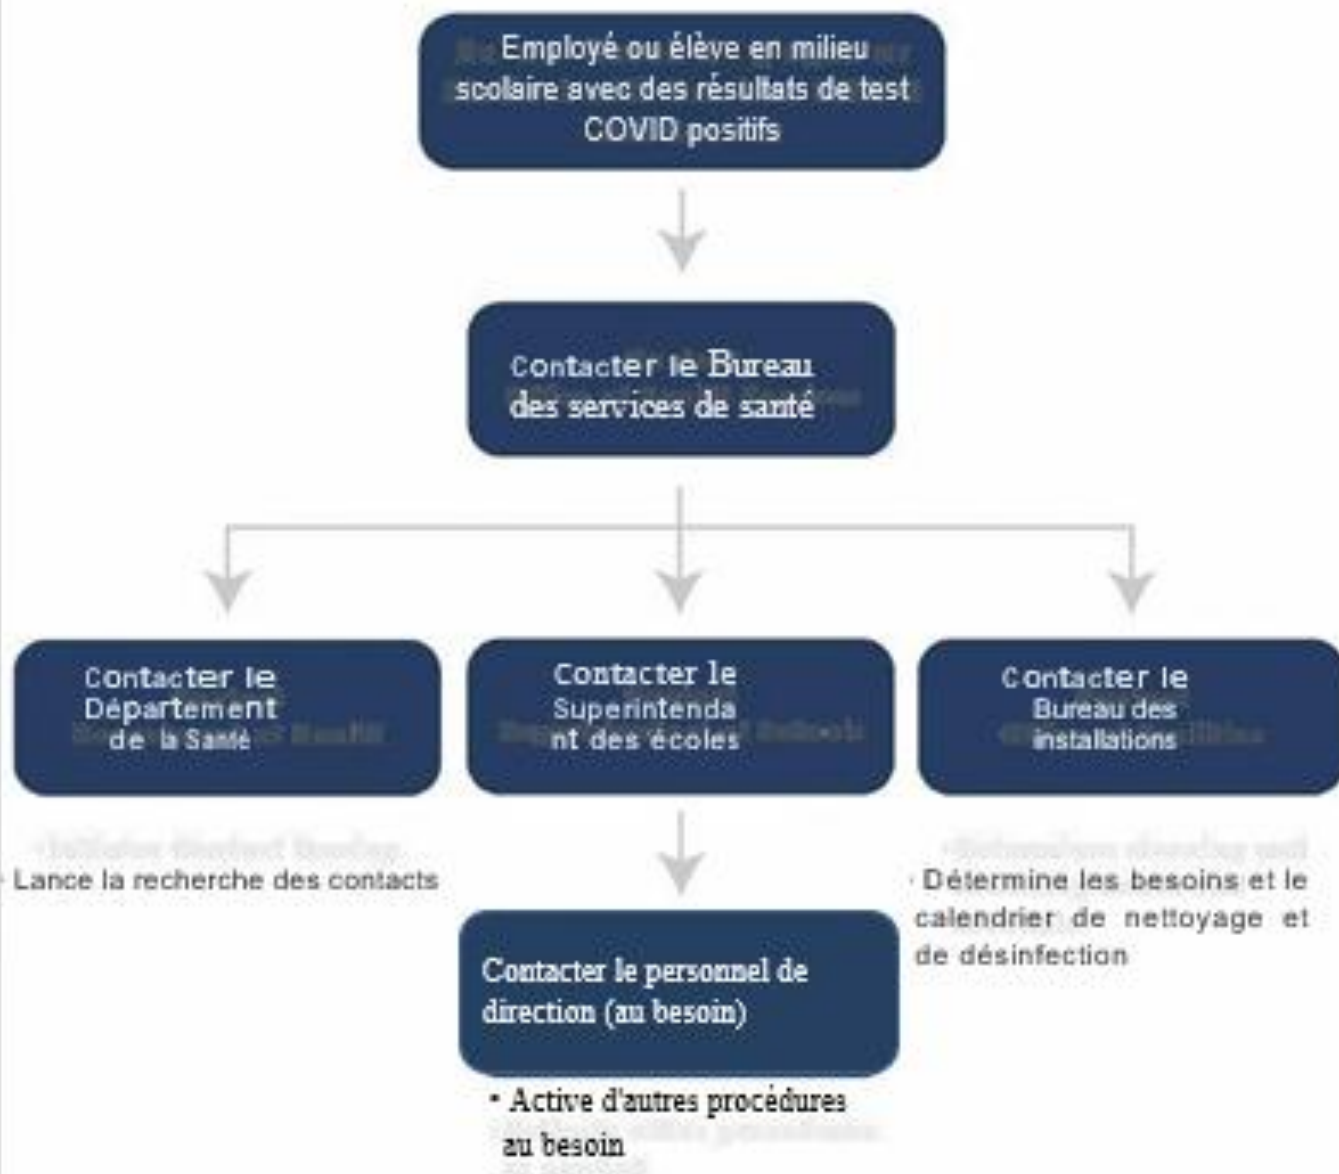 Employé ou élève en milieu
scolaire avec des résultats de test
COVID positifs
Contacter le Bureau
des services de santé
Contacter le
Département
de la Santé
Contacter le
Superintenda
nt des écoles
Contacter le
Bureau des
installations
· Lance la recherche des contacts
· Détermine les besoins et le
calendrier de nettoyage et
de désinfection
Contacter le personnel de
direction (au besoin)
• Active d'autres procédures
au besoin